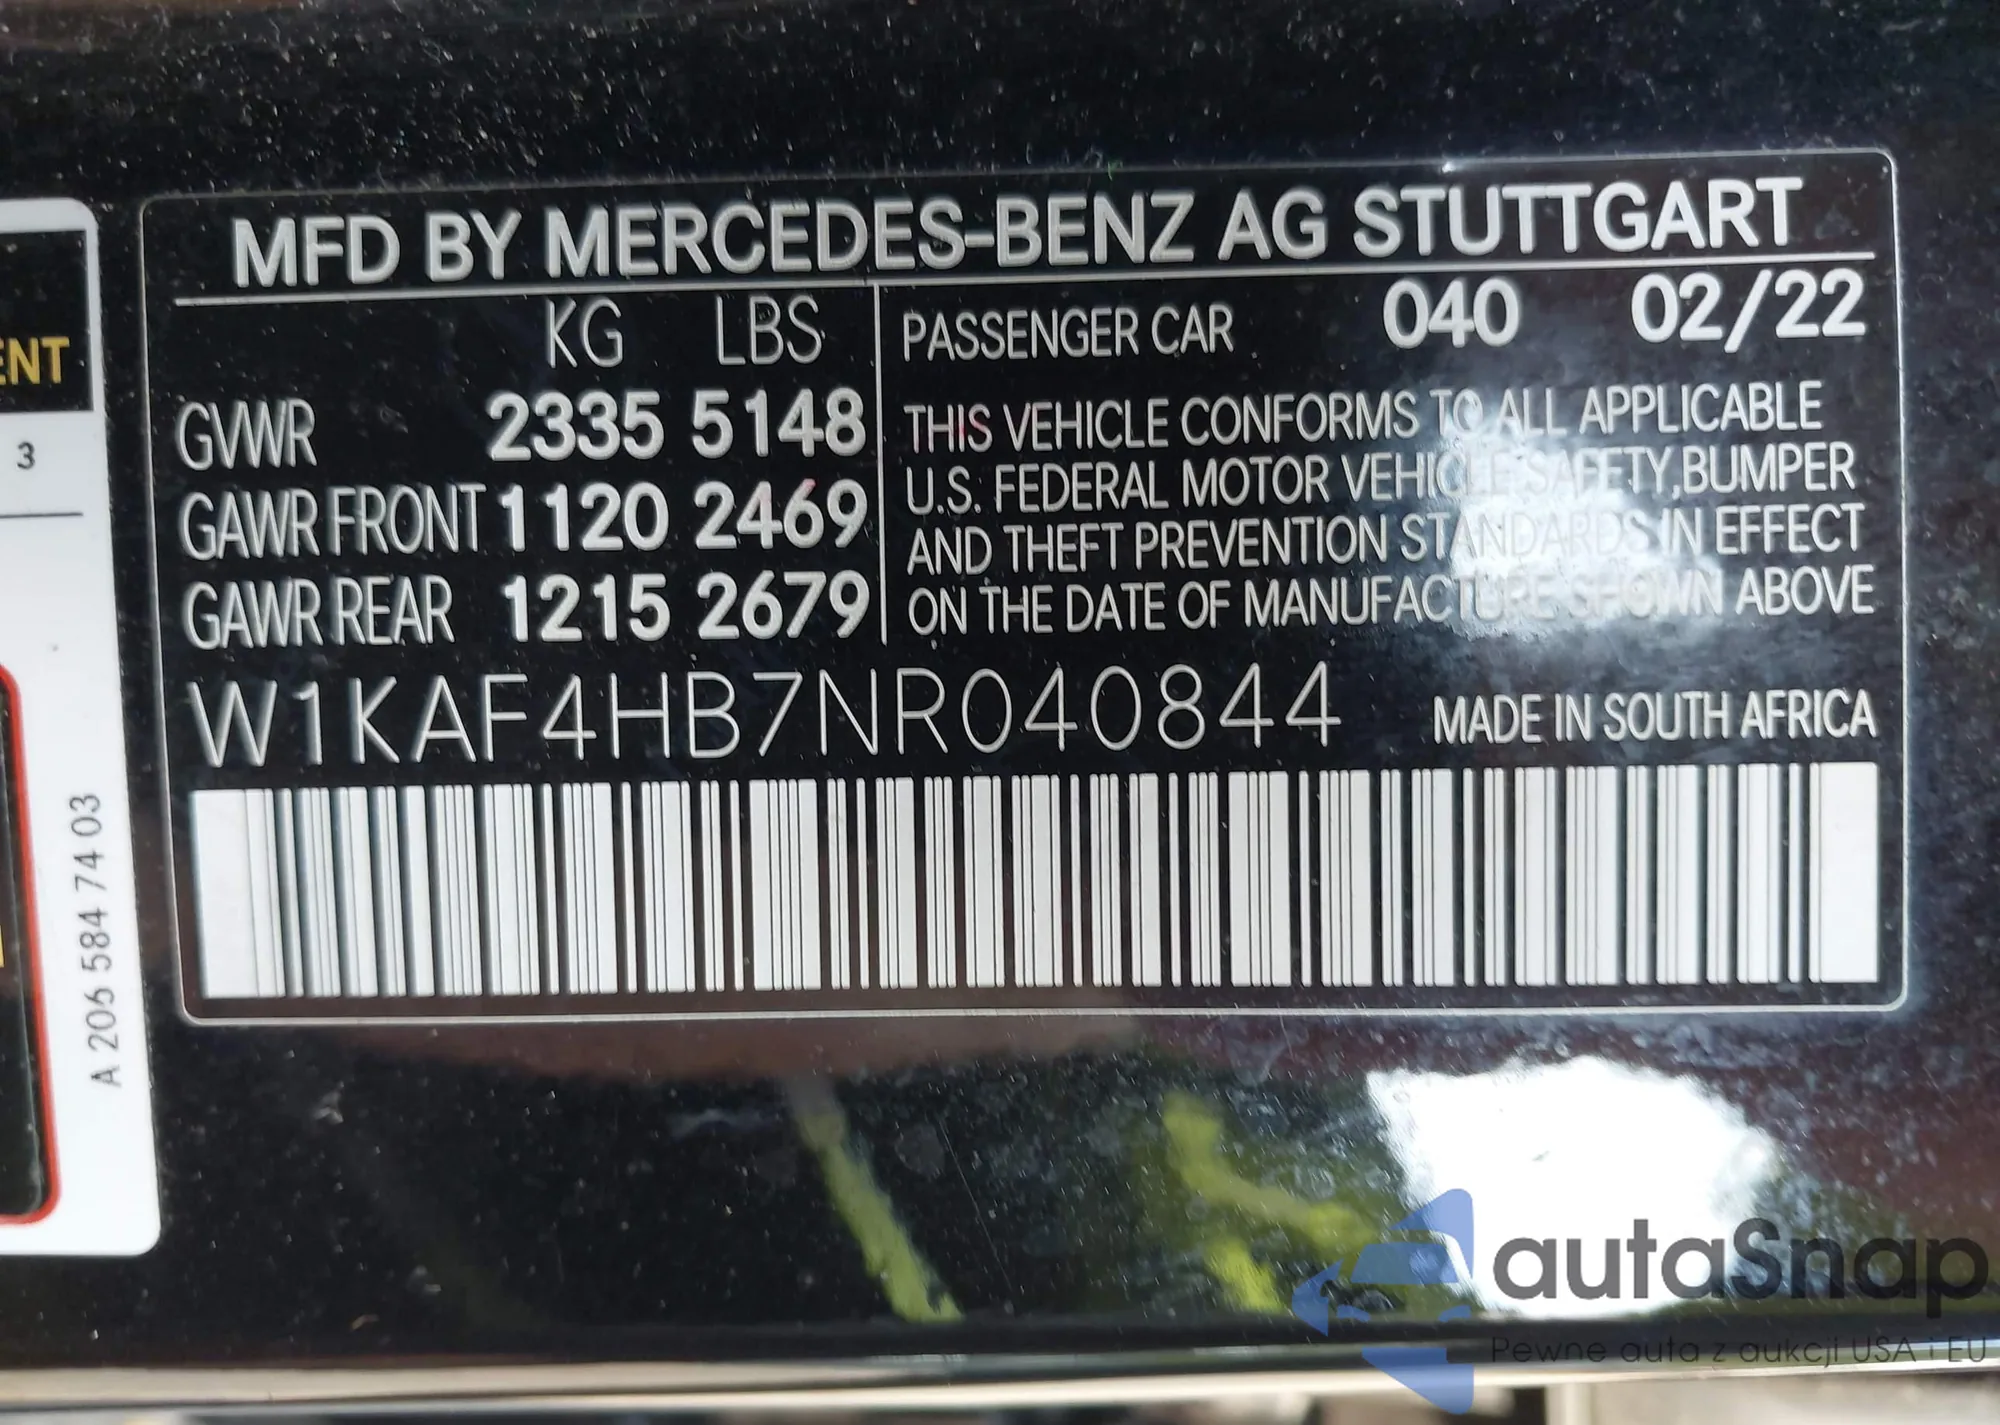 MFD BY MERCEDES-BENZ AG STUTTGART
KG LBS
GVWR 2335 5148
GAWR FRONT 1120 2469
GAWR REAR 1215 2679
PASSENGER CAR 040 02/22
THIS VEHICLE CONFORMS TO ALL APPLICABLE
U.S. FEDERAL MOTOR VEHICLE SAFETY,BUMPER
AND THEFT PREVENTION STANDARDS IN EFFECT
ON THE DATE OF MANUFACTURE SHOWN ABOVE
W1KAF4HB7NR040844
MADE IN SOUTH AFRICA
ENT
3
A 206 584 74 03
autaSnap
Pewne auta z aukcji USA i EU